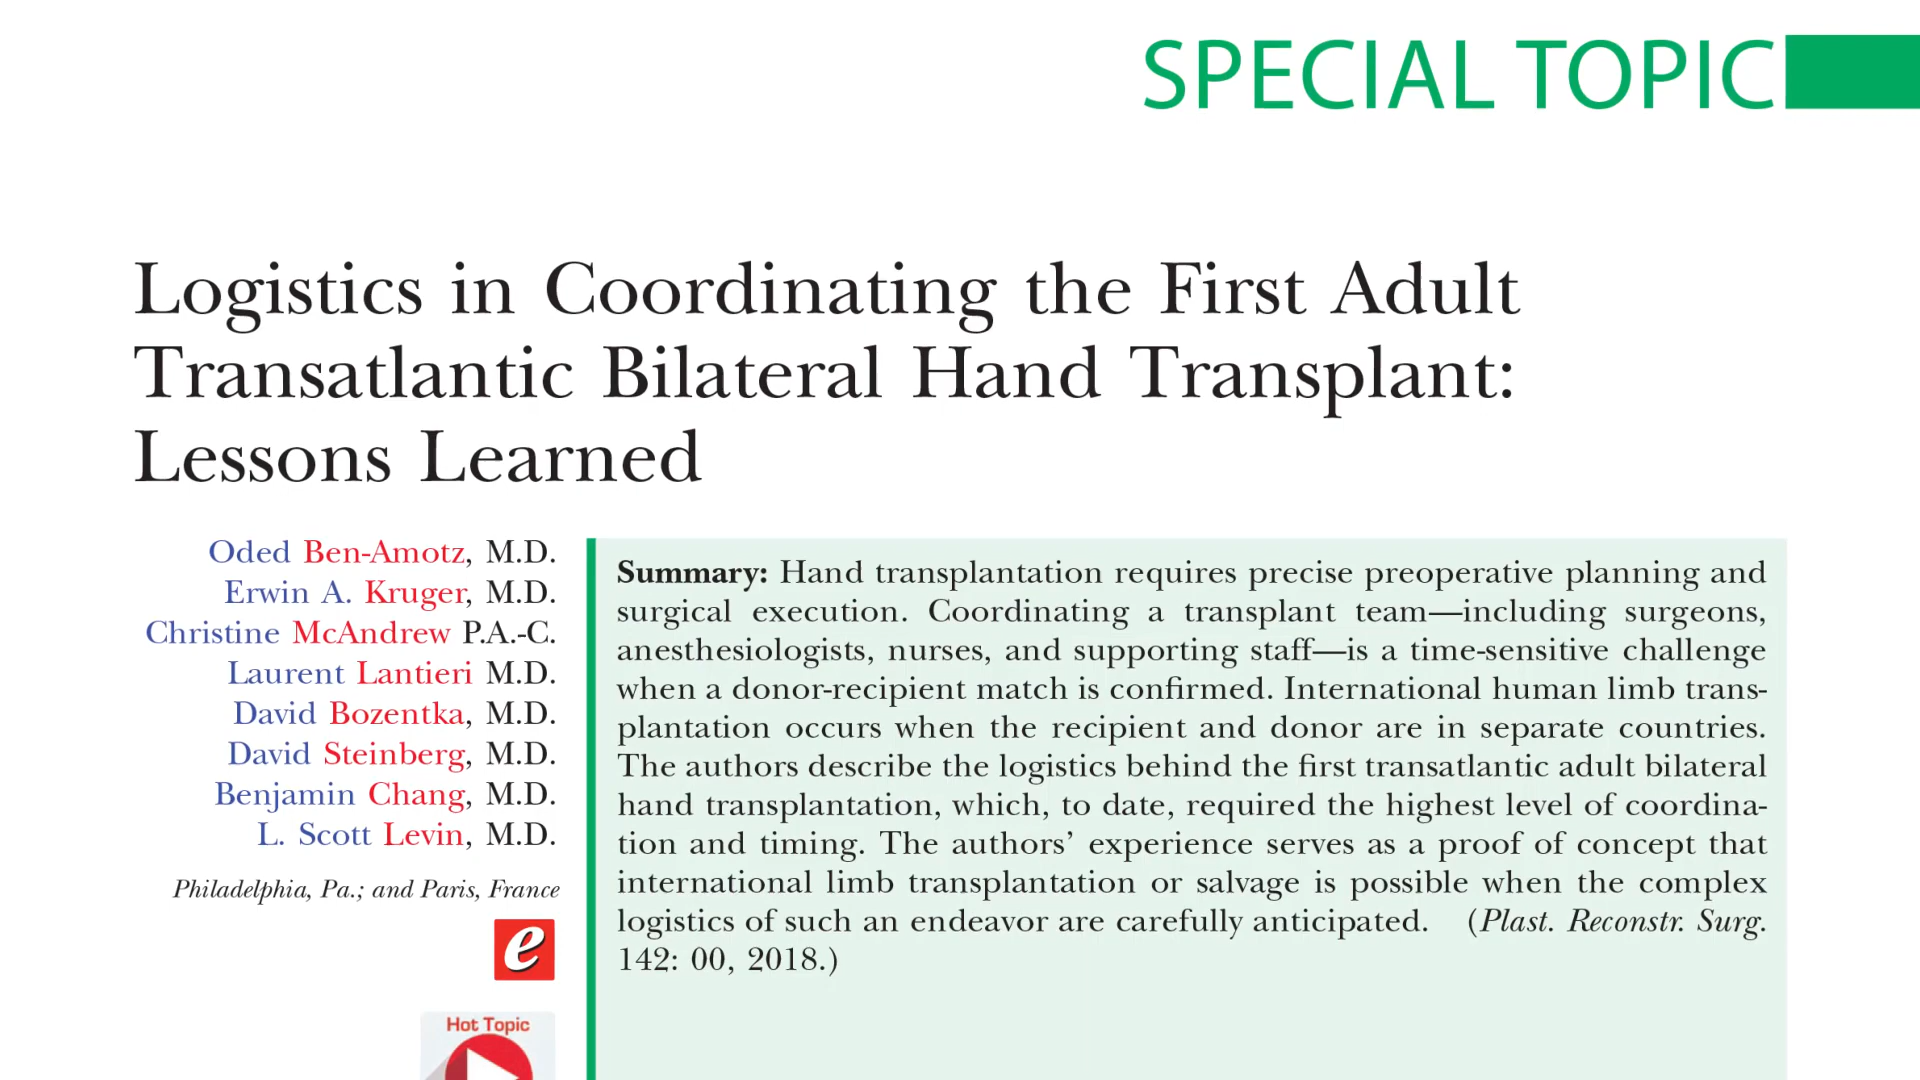 SPECIAL TOPIC
Logistics in Coordinating the First Adult
Transatlantic Bilateral Hand Transplant:
Lessons Learned
Oded Ben-Amotz, M.D.
Erwin A. Kruger, M.D.
Christine McAndrew P.A.-C.
Laurent Lantieri M.D.
David Bozentka, M.D.
David Steinberg, M.D.
Benjamin Chang, M.D.
L. Scott Levin, M.D.
Philadelphia, Pa.; and Paris, France
e
Hot Topic
Summary: Hand transplantation requires precise preoperative planning and
surgical execution. Coordinating a transplant team—including surgeons,
anesthesiologists, nurses, and supporting staff—is a time-sensitive challenge
when a donor-recipient match is confirmed. International human limb trans-
plantation occurs when the recipient and donor are in separate countries.
The authors describe the logistics behind the first transatlantic adult bilateral
hand transplantation, which, to date, required the highest level of coordina-
tion and timing. The authors’ experience serves as a proof of concept that
international limb transplantation or salvage is possible when the complex
logistics of such an endeavor are carefully anticipated. (Plast. Reconstr. Surg.
142: 00, 2018.)